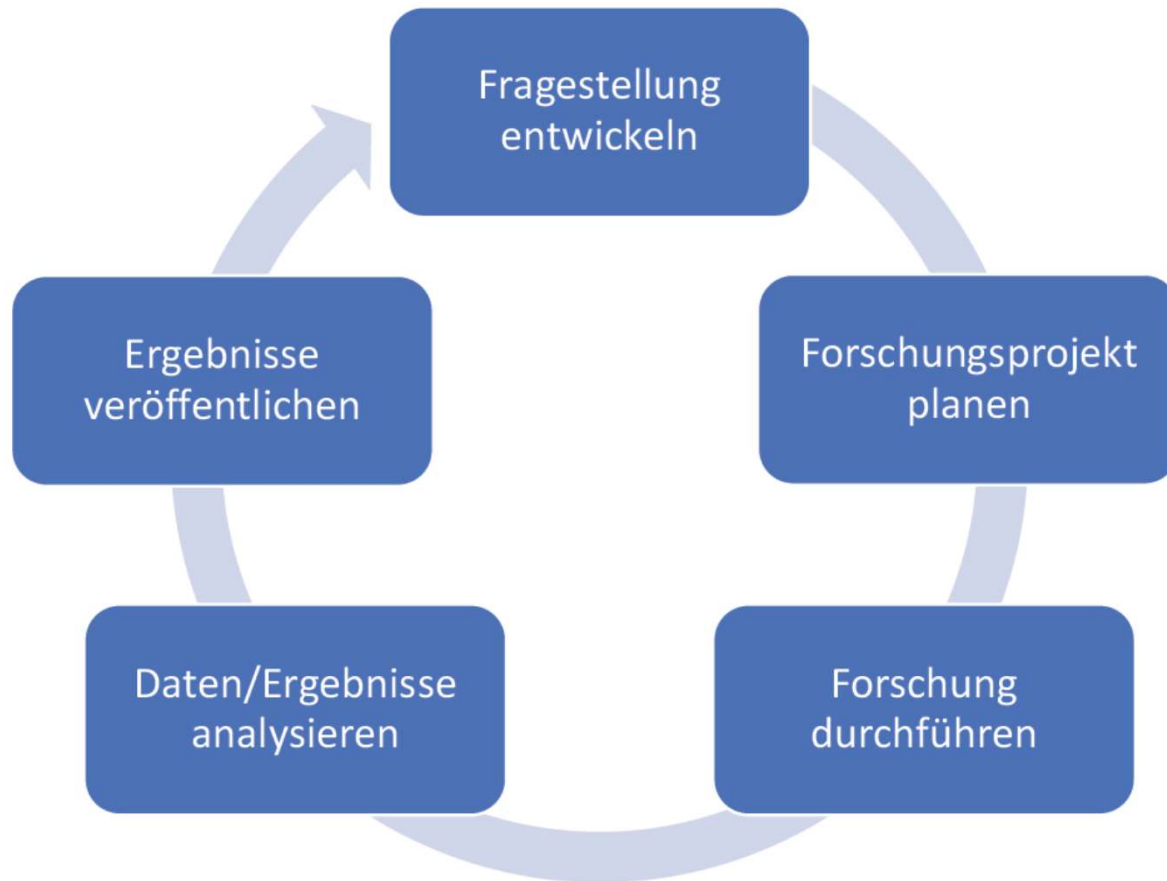 Fragestellung
entwickeln
Forschungsprojekt
planen
Forschung
durchführen
Daten/Ergebnisse
analysieren
Ergebnisse
veröffentlichen